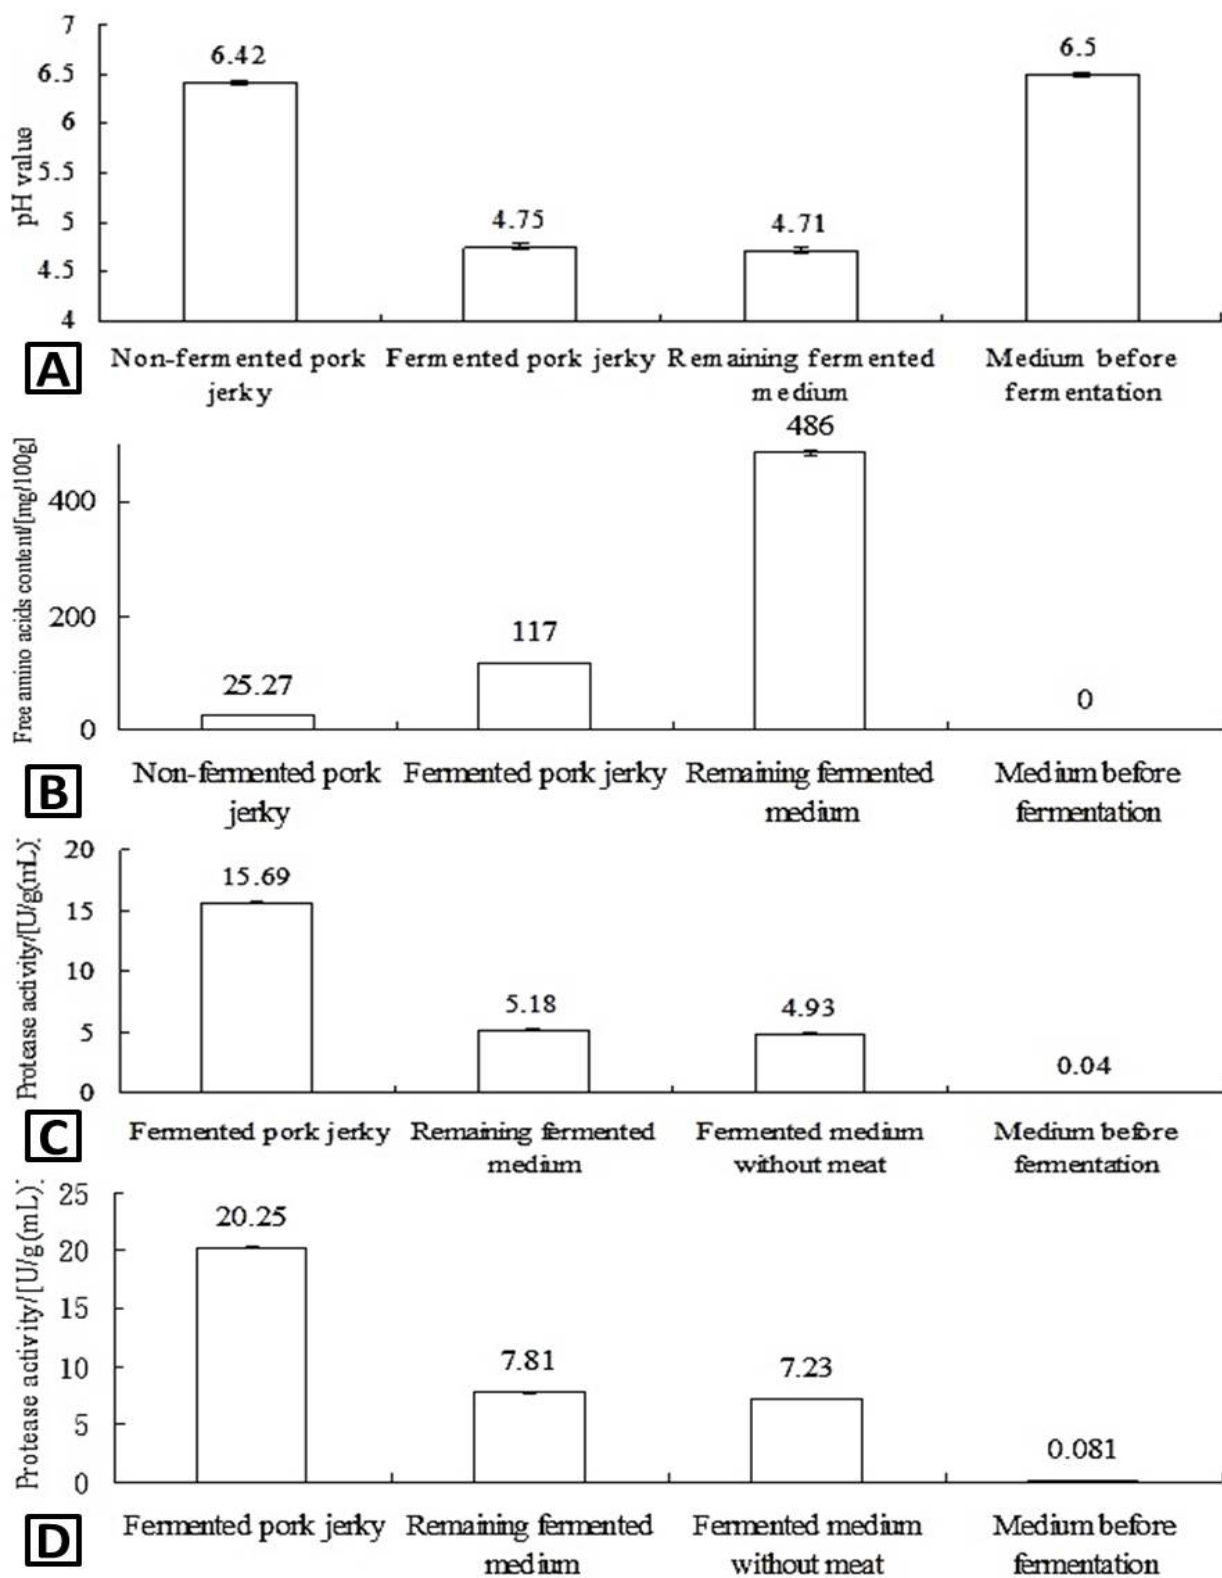 7
6.5
6
5.5
5
4.5
4
pH value
6.42
4.75
4.71
6.5
Non-fermented pork
jerky
Fermented pork jerky
Remaining fermented
medium
Medium before
fermentation
A
Free amino acids content/[mg/100g]
400
200
0
25.27
117
486
0
Non-fermented pork
jerky
Fermented pork jerky
Remaining fermented
medium
Medium before
fermentation
B
Protease activity/[U/g(mL)]
20
15
10
5
0
15.69
5.18
4.93
0.04
Fermented pork jerky
Remaining fermented
medium
Fermented medium
without meat
Medium before
fermentation
C
Protease activity/[U/g(mL)]
25
20
15
10
5
0
20.25
7.81
7.23
0.081
Fermented pork jerky
Remaining fermented
medium
Fermented medium
without meat
Medium before
fermentation
D